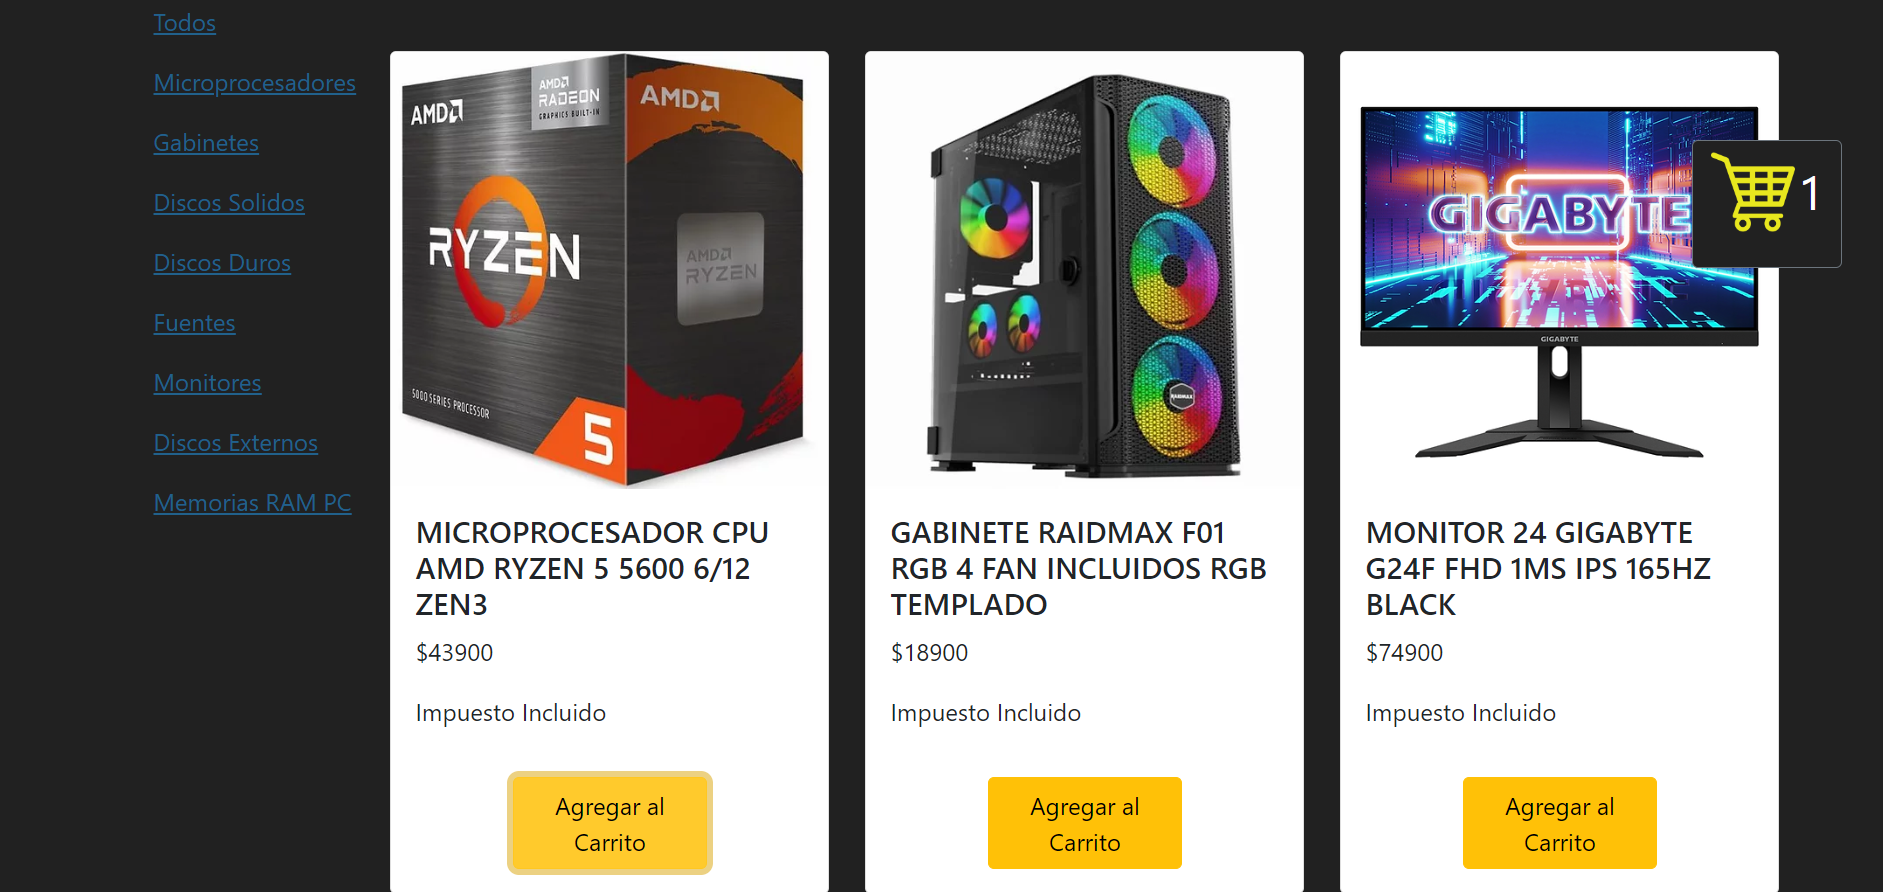 Todos
Microprocesadores
Gabinetes
Discos Solidos
Discos Duros
Fuentes
Monitores
Discos Externos
Memorias RAM PC
AMD
AMD
RADEON
GRAPHICS BUILT-IN
AMD
RYZEN
AMD
RYZEN
5000 SERIES PROCESSOR
5
MICROPROCESADOR CPU
AMD RYZEN 5 5600 6/12
ZEN3
$43900
Impuesto Incluido
Agregar al
Carrito
RAIDMAX
GABINETE RAIDMAX F01
RGB 4 FAN INCLUIDOS RGB
TEMPLADO
$18900
Impuesto Incluido
Agregar al
Carrito
GIGABYTE
GIGABYTE
1
MONITOR 24 GIGABYTE
G24F FHD 1MS IPS 165HZ
BLACK
$74900
Impuesto Incluido
Agregar al
Carrito